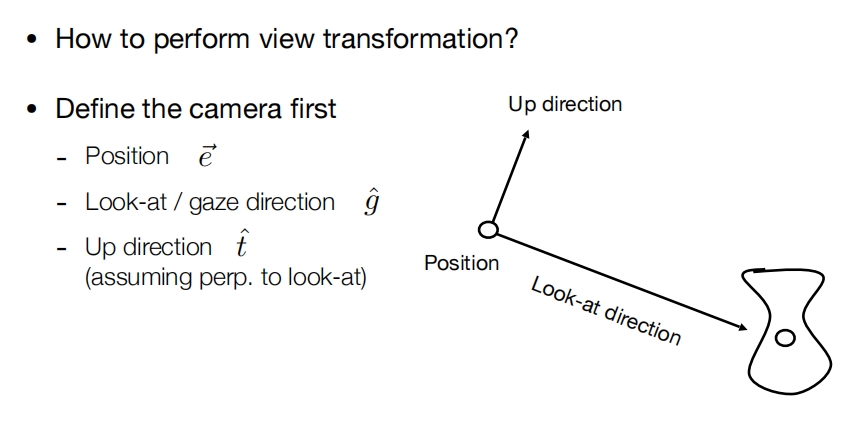 • How to perform view transformation?
• Define the camera first
- Position $\vec{e}$
- Look-at / gaze direction $\hat{g}$
- Up direction $\hat{t}$
(assuming perp. to look-at)
Up direction
Position
Look-at direction